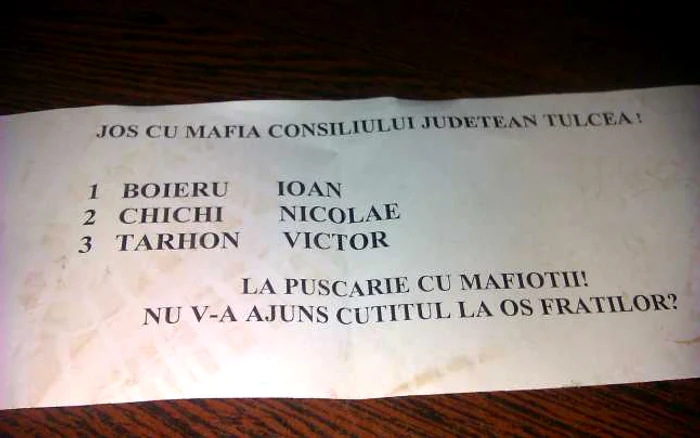 JOS CU MAFIA CONSILIULUI JUDETEAN TULCEA!
1 BOIERU IOAN
2 CHICHI NICOLAE
3 TARHON VICTOR
LA PUSCARIE CU MAFIOTII!
NU V-A AJUNS CUTITUL LA OS FRATILOR?